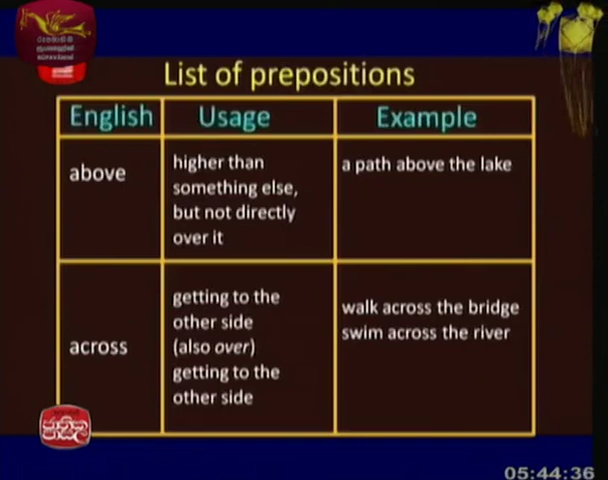 List of prepositions
English Usage Example
above
higher than
something else,
but not directly
over it
a path above the lake
across
getting to the
other side
(also over)
getting to the
other side
walk across the bridge
swim across the river
05:44:36